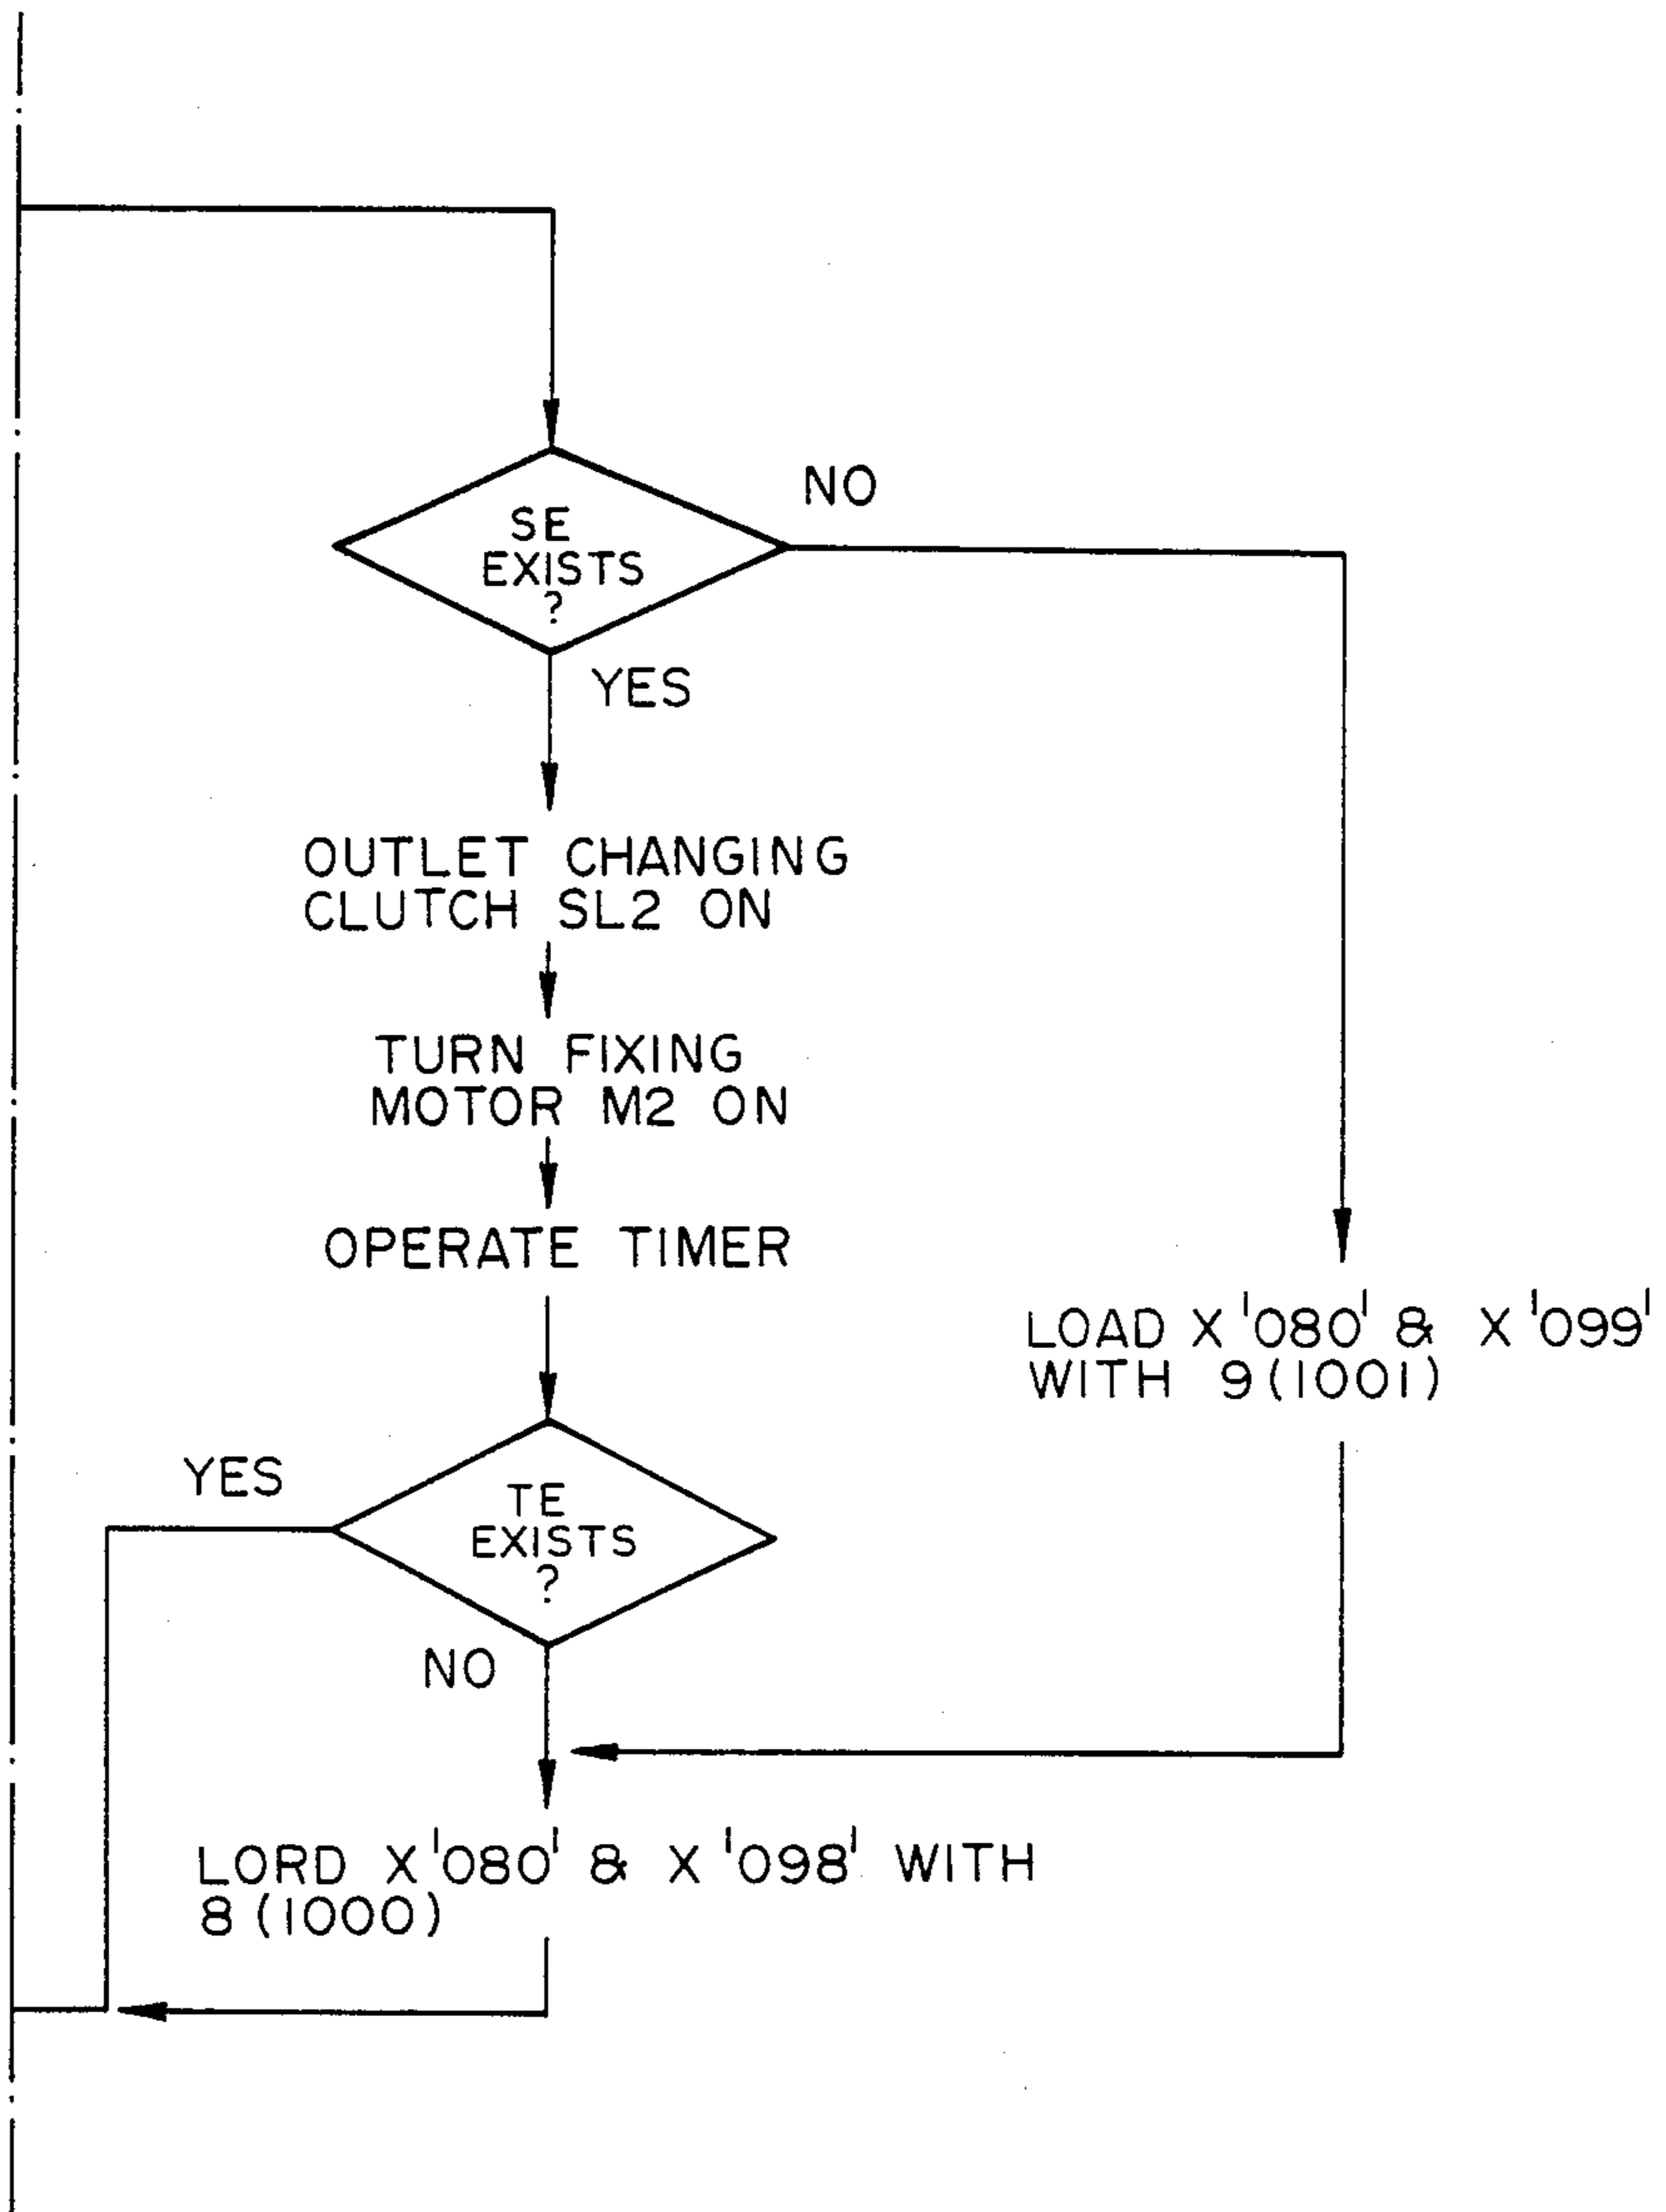 NO
SE
EXISTS
?
YES
OUTLET CHANGING
CLUTCH SL2 ON
TURN FIXING
MOTOR M2 ON
OPERATE TIMER
LOAD X'080' & X'099'
WITH 9(1001)
YES
TE
EXISTS
?
NO
LORD X'080' & X'098' WITH
8(1000)